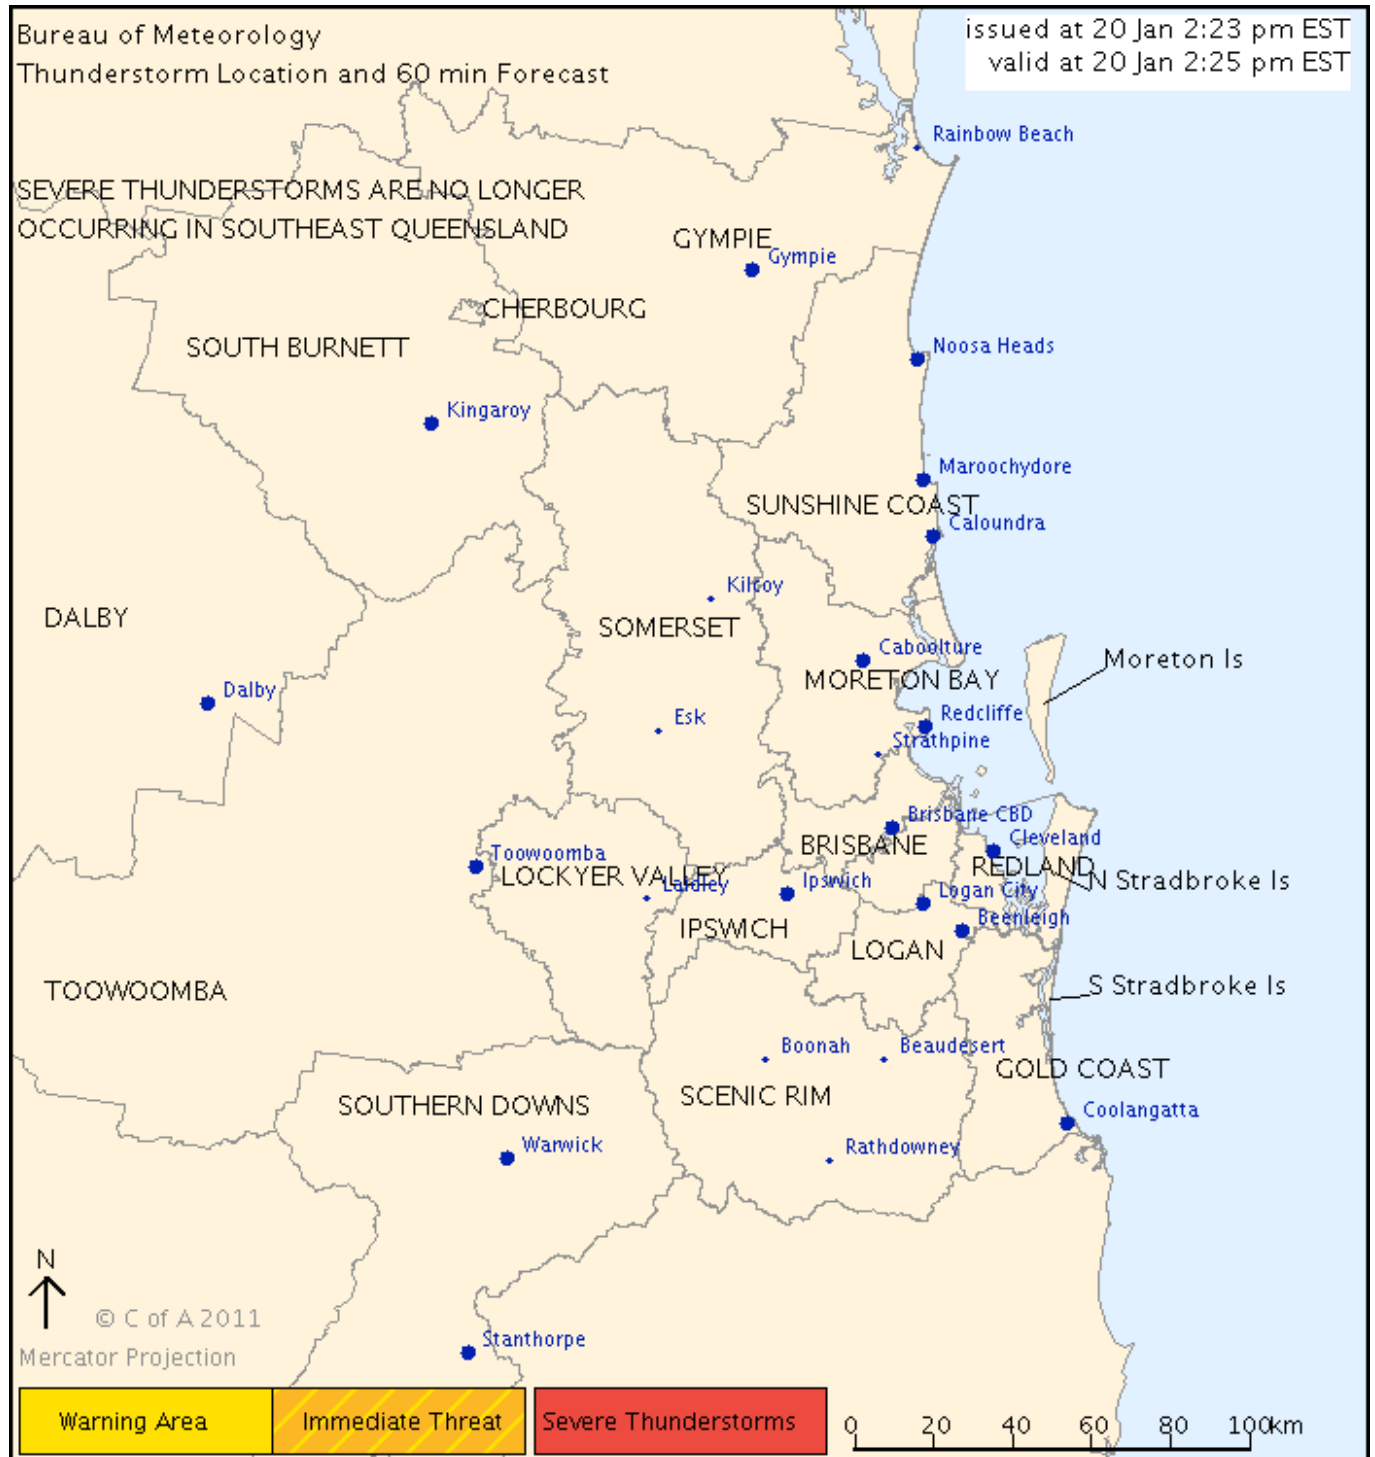 Bureau of Meteorology
Thunderstorm Location and 60 min Forecast
issued at 20 Jan 2:23 pm EST
valid at 20 Jan 2:25 pm EST
Rainbow Beach
SEVERE THUNDERSTORMS ARE NO LONGER
OCCURRING IN SOUTHEAST QUEENSLAND
GYMPIE
Gympie
CHERBOURG
SOUTH BURNETT
Noosa Heads
Kingaroy
Maroochydore
SUNSHINE COAST
Caloundra
Kilcoy
DALBY
SOMERSET
Caboolture
Moreton Is
MORETON BAY
Dalby
Esk
Redcliffe
Strathpine
Brisbane CBD
BRISBANE
Cleveland
Toowoomba
LOCKYER VALLEY
REDLAND
Laidley
Ipswich
N Stradbroke Is
Logan City
Beenleigh
IPSWICH
LOGAN
TOOWOOMBA
S Stradbroke Is
Boonah
Beaudesert
GOLD COAST
SCENIC RIM
SOUTHERN DOWNS
Coolangatta
Warwick
Rathdowney
N
© C of A 2011
Stanthorpe
Mercator Projection
Warning Area
Immediate Threat
Severe Thunderstorms
0 20 40 60 80 100km